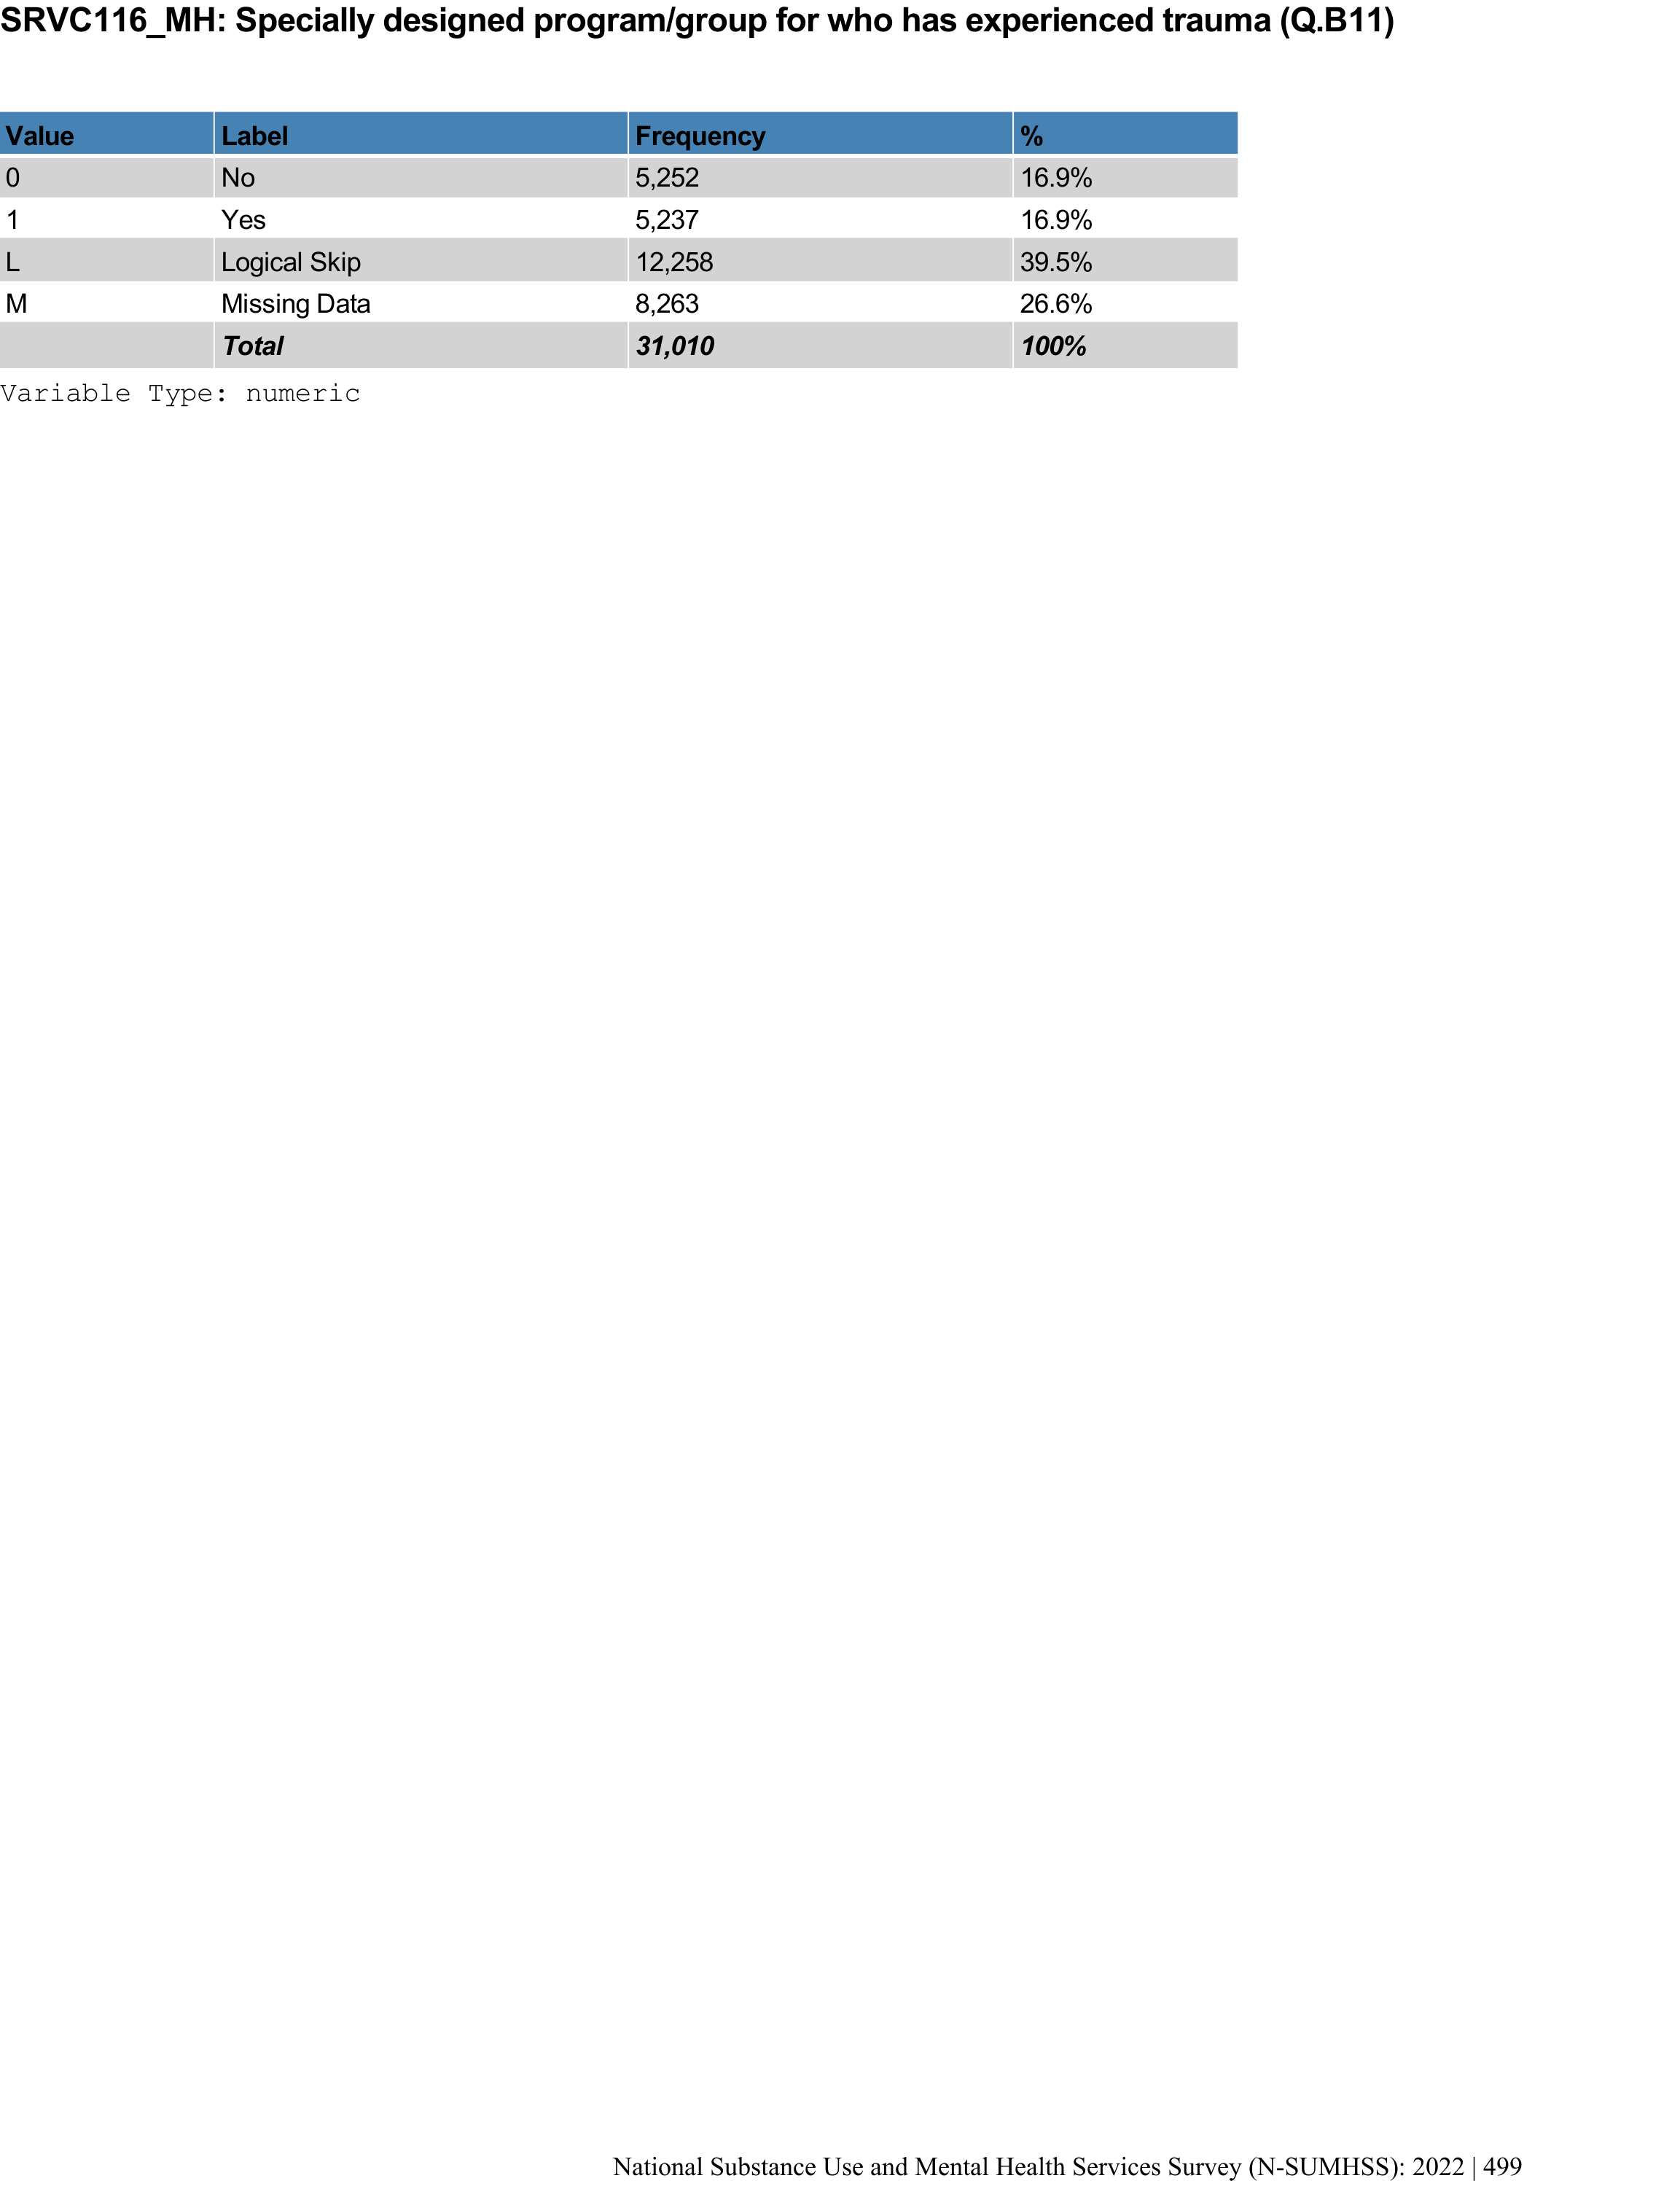 SRVC116_MH: Specially designed program/group for who has experienced trauma (Q.B11)
Value Label Frequency %
0 No 5,252 16.9%
1 Yes 5,237 16.9%
L Logical Skip 12,258 39.5%
M Missing Data 8,263 26.6%
Total 31,010 100%
Variable Type: numeric
National Substance Use and Mental Health Services Survey (N-SUMHSS): 2022 | 499